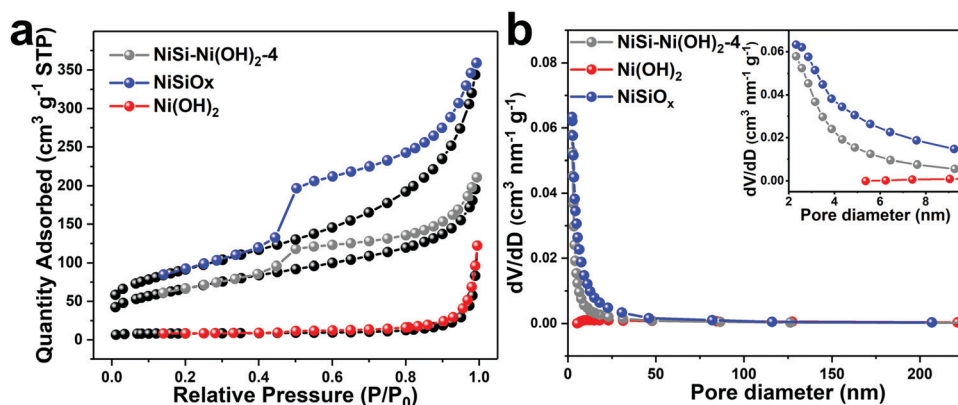 a
Quantity Adsorbed (cm³ g⁻¹ STP)
350
300
250
200
150
100
50
0
NiSi-Ni(OH)₂-4
NiSiOx
Ni(OH)₂
0.0 0.2 0.4 0.6 0.8 1.0
Relative Pressure (P/P₀)
b
dV/dD (cm³ nm⁻¹ g⁻¹)
0.08
0.06
0.04
0.02
0.00
NiSi-Ni(OH)₂-4
Ni(OH)₂
NiSiOₓ
0 50 100 150 200
Pore diameter (nm)
dV/dD (cm³ nm⁻¹ g⁻¹)
0.06
0.04
0.02
0.00
2 4 6 8
Pore diameter (nm)